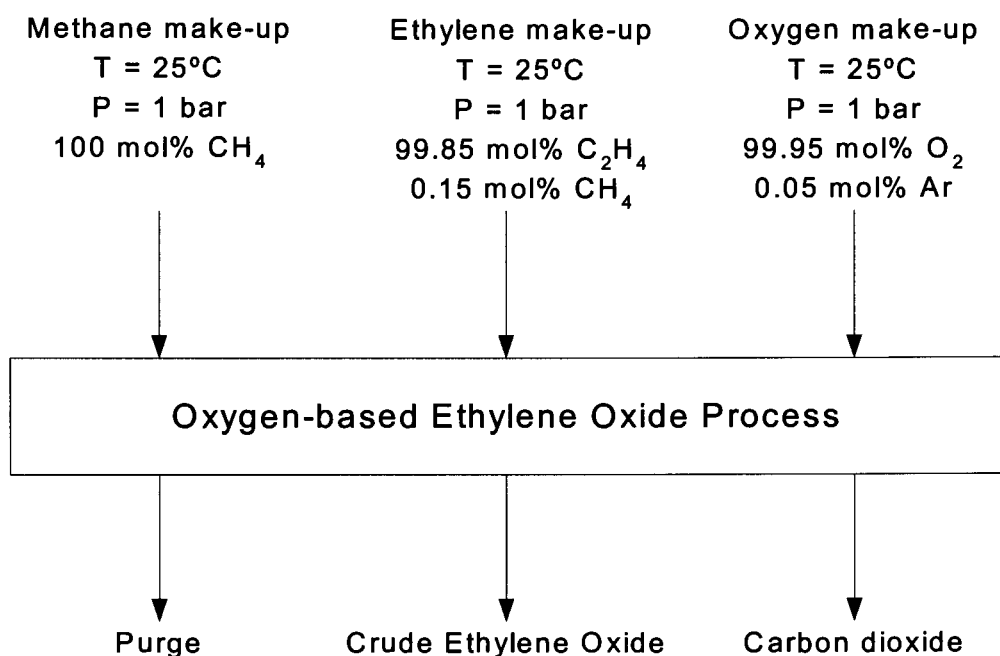 Methane make-up
T = 25ºC
P = 1 bar
100 mol% CH₄
Ethylene make-up
T = 25ºC
P = 1 bar
99.85 mol% C₂H₄
0.15 mol% CH₄
Oxygen make-up
T = 25ºC
P = 1 bar
99.95 mol% O₂
0.05 mol% Ar
Oxygen-based Ethylene Oxide Process
Purge
Crude Ethylene Oxide
Carbon dioxide